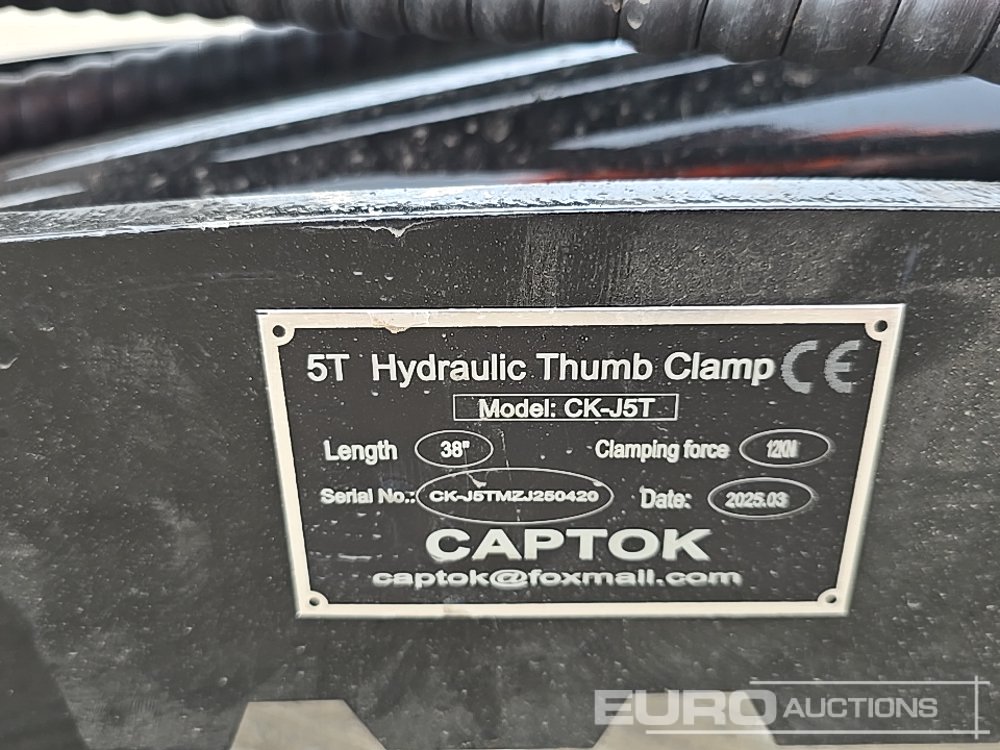 5T Hydraulic Thumb Clamp CE
Model: CK-J5T
Length 38" Clamping force 12KN
Serial No.: CK-J5TMZJ250420 Date: 2025.03
CAPTOK
captok@foxmail.com
EURO AUCTIONS